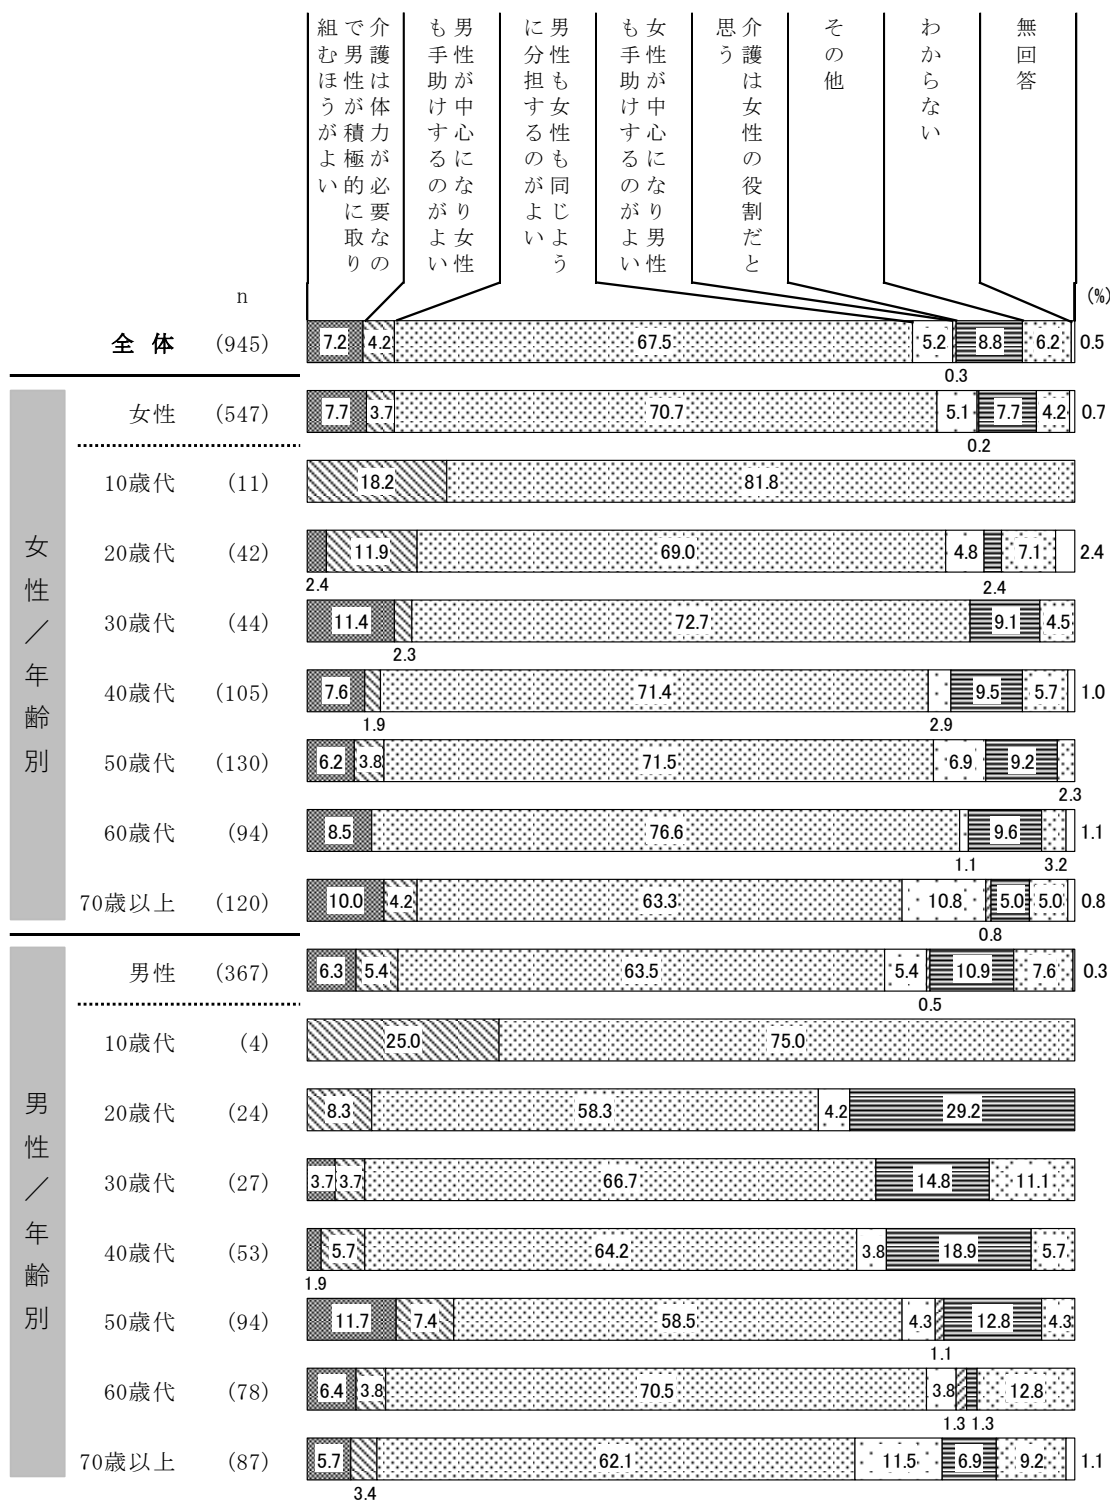 介護は体力が必要なの
で男性が積極的に取り
組むほうがよい
男性が中心になり女性
も手助けするのがよい
男性も女性も同じよう
に分担するのがよい
女性が中心になり男性
も手助けするのがよい
介護は女性の役割だと
思う
その他
わからない
無回答
n
(%)
全 体 (945) 7.2 4.2 67.5 5.2 8.8 6.2 0.5
0.3
女性 (547) 7.7 3.7 70.7 5.1 7.7 4.2 0.7
0.2
女性／年齢別
10歳代 (11) 18.2 81.8
20歳代 (42) 11.9 69.0 4.8 7.1 2.4
2.4 2.4
30歳代 (44) 11.4 72.7 9.1 4.5
2.3
40歳代 (105) 7.6 71.4 9.5 5.7 1.0
1.9 2.9
50歳代 (130) 6.2 3.8 71.5 6.9 9.2
2.3
60歳代 (94) 8.5 76.6 9.6 1.1
1.1 3.2
70歳以上 (120) 10.0 4.2 63.3 10.8 5.0 5.0 0.8
0.8
男性 (367) 6.3 5.4 63.5 5.4 10.9 7.6 0.3
0.5
男性／年齢別
10歳代 (4) 25.0 75.0
20歳代 (24) 8.3 58.3 4.2 29.2
30歳代 (27) 3.7 3.7 66.7 14.8 11.1
40歳代 (53) 5.7 64.2 3.8 18.9 5.7
1.9
50歳代 (94) 11.7 7.4 58.5 4.3 12.8 4.3
1.1
60歳代 (78) 6.4 3.8 70.5 3.8 12.8
1.3 1.3
70歳以上 (87) 5.7 62.1 11.5 6.9 9.2 1.1
3.4